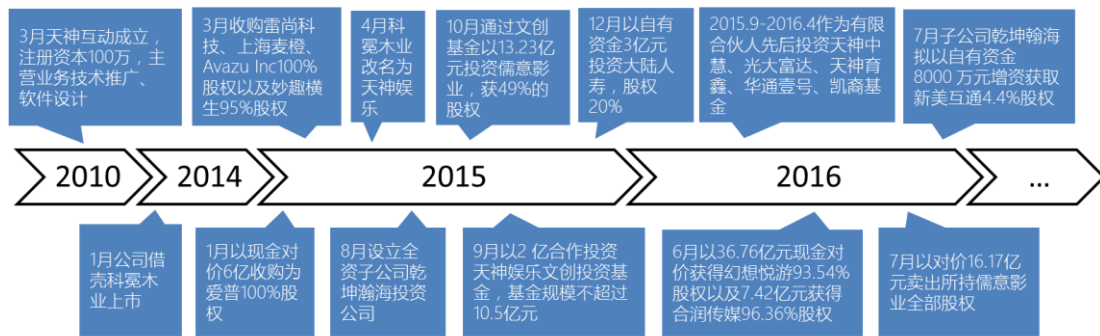 3月天神互动成立，
注册资本100万，主
营业务技术推广、
软件设计
3月收购雷尚科
技、上海麦橙、
Avazu Inc100%
股权以及妙趣横
生95%股权
4月科
冕木业
改名为
天神娱
乐
10月通过文创
基金以13.23亿
元投资儒意影
业，获49%的
股权
12月以自有
资金3亿元
投资大陆人
寿，股权
20%
2015.9-2016.4作为有限
合伙人先后投资天神中
慧、光大富达、天神育
鑫、华通壹号、凯裔基
金
7月子公司乾坤翰海
拟以自有资金
8000 万元增资获取
新美互通4.4%股权
2010
2014
2015
2016
...
1月公司借
壳科冕木
业上市
1月以现金对
价6亿收购为
爱普100%股
权
8月设立全
资子公司乾
坤瀚海投资
公司
9月以2 亿合作投资
天神娱乐文创投资基
金，基金规模不超过
10.5亿元
6月以36.76亿元现金对
价获得幻想悦游93.54%
股权以及7.42亿元获得
合润传媒96.36%股权
7月以对价16.17亿
元卖出所持儒意影
业全部股权